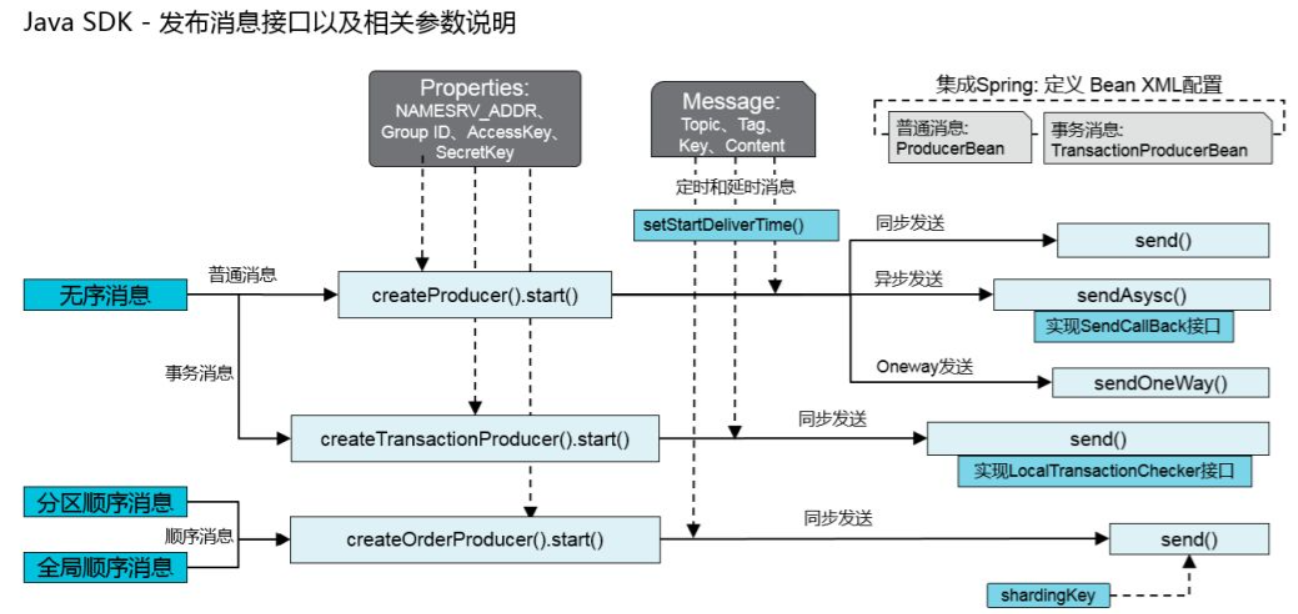 Java SDK - 发布消息接口以及相关参数说明
Properties:
NAMESRV_ADDR、
Group ID、AccessKey、
SecretKey
Message:
Topic、Tag、
Key、Content
集成Spring: 定义 Bean XML配置
普通消息:
ProducerBean
事务消息:
TransactionProducerBean
定时和延时消息
setStartDeliverTime()
同步发送
send()
无序消息
普通消息
createProducer().start()
异步发送
sendAsysc()
实现SendCallBack接口
Oneway发送
sendOneWay()
事务消息
createTransactionProducer().start()
同步发送
send()
实现LocalTransactionChecker接口
分区顺序消息
顺序消息
全局顺序消息
createOrderProducer().start()
同步发送
send()
shardingKey